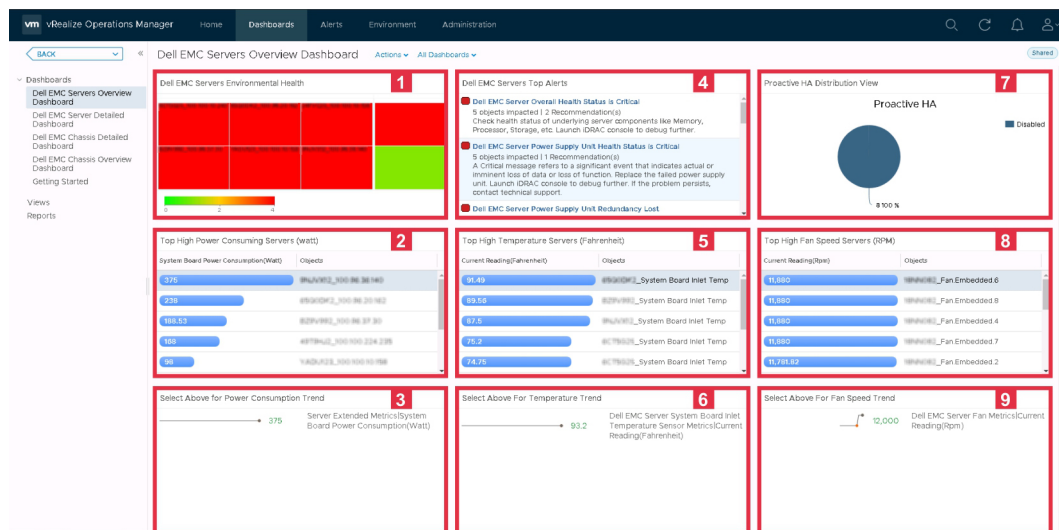 vm vRealize Operations Manager Home Dashboards Alerts Environment Administration
BACK
Dell EMC Servers Overview Dashboard Actions All Dashboards Shared
Dashboards
Dell EMC Servers Overview
Dashboard
Dell EMC Server Detailed
Dashboard
Dell EMC Chassis Detailed
Dashboard
Dell EMC Chassis Overview
Dashboard
Getting Started
Views
Reports
Dell EMC Servers Environmental Health 1
0 2 4
Dell EMC Servers Top Alerts 4
Dell EMC Server Overall Health Status is Critical
5 objects impacted | 2 Recommendation(s)
Check health status of underlying server components like Memory,
Processor, Storage, etc. Launch iDRAC console to debug further.
Dell EMC Server Power Supply Unit Health Status is Critical
5 objects impacted | 1 Recommendation(s)
A Critical message refers to a significant event that indicates actual or
imminent loss of data or loss of function. Replace the failed power supply
unit. Launch iDRAC console to debug further. If the problem persists,
contact technical support.
Dell EMC Server Power Supply Unit Redundancy Lost
Proactive HA Distribution View 7
Proactive HA
Disabled
8 100 %
Top High Power Consuming Servers (watt) 2
System Board Power Consumption(Watt) Objects
375
238
188.53
168
98
Top High Temperature Servers (Fahrenheit) 5
Current Reading(Fahrenheit) Objects
91.49 _System Board Inlet Temp
89.56 _System Board Inlet Temp
87.5 _System Board Inlet Temp
75.2 _System Board Inlet Temp
74.75 _System Board Inlet Temp
Top High Fan Speed Servers (RPM) 8
Current Reading(Rpm) Objects
11,880 _Fan.Embedded.6
11,880 _Fan.Embedded.8
11,880 _Fan.Embedded.4
11,880 _Fan.Embedded.7
11,761.82 _Fan.Embedded.2
Select Above for Power Consumption Trend 3
375 Server Extended Metrics|System
Board Power Consumption(Watt)
Select Above For Temperature Trend 6
93.2 Dell EMC Server System Board Inlet
Temperature Sensor Metrics|Current
Reading(Fahrenheit)
Select Above For Fan Speed Trend 9
12,000 Dell EMC Server Fan Metrics|Current
Reading(Rpm)